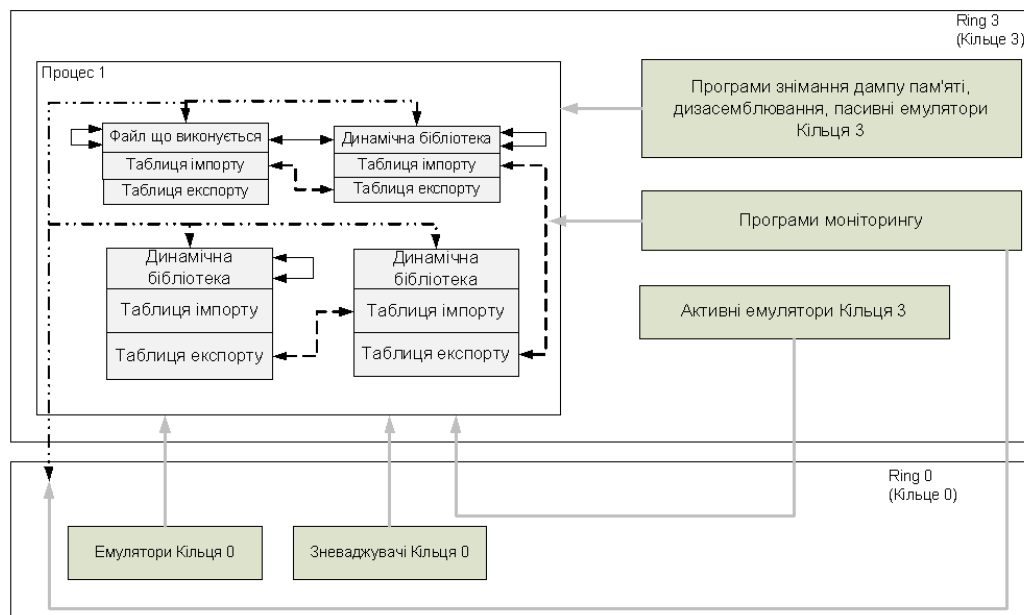 Ring 3
(Кільце 3)
Процес 1
Файл що виконується
Таблиця імпорту
Таблиця експорту
Динамічна бібліотека
Таблиця імпорту
Таблиця експорту
Динамічна
бібліотека
Таблиця імпорту
Таблиця експорту
Динамічна
бібліотека
Таблиця імпорту
Таблиця експорту
Програми знімання дампу пам'яті,
дизасемблювання, пасивні емулятори
Кільця 3
Програми моніторингу
Активні емулятори Кільця 3
Ring 0
(Кільце 0)
Емулятори Кільця 0
Зневаджувачі Кільця 0